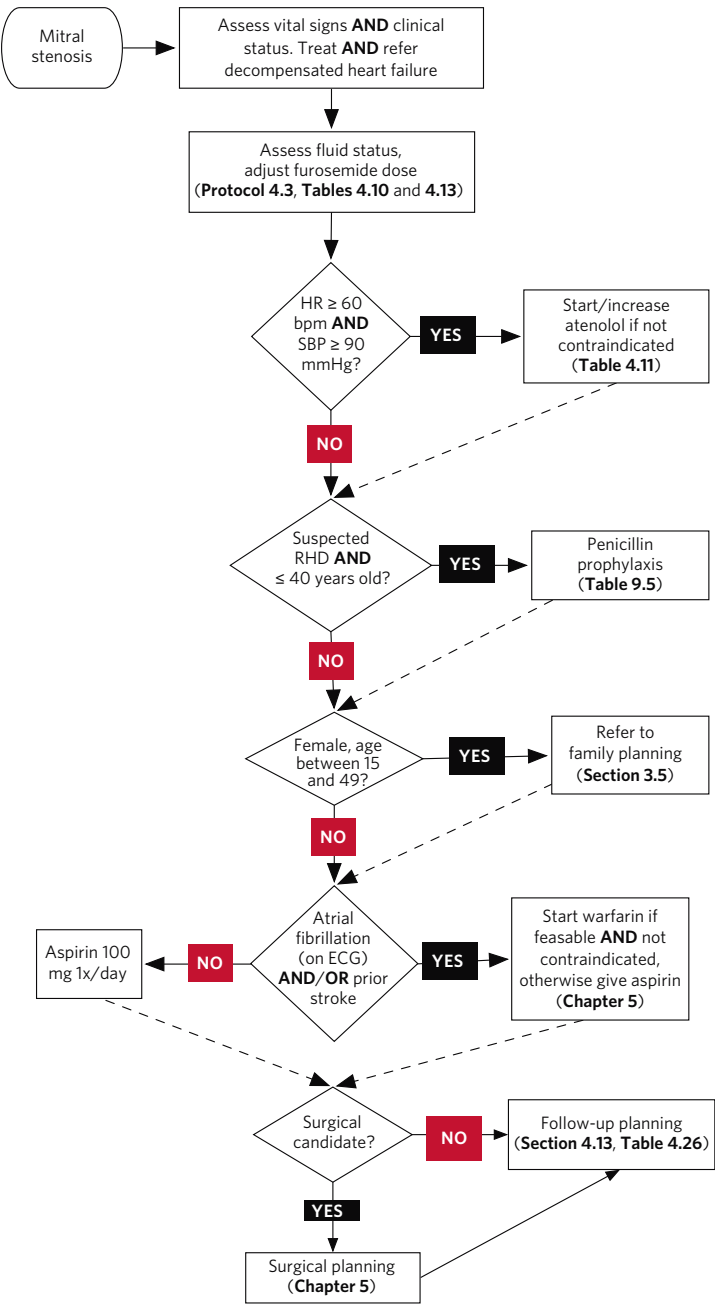 Mitral
stenosis
Assess vital signs AND clinical
status. Treat AND refer
decompensated heart failure
Assess fluid status,
adjust furosemide dose
(Protocol 4.3, Tables 4.10 and 4.13)
HR ≥ 60
bpm AND
SBP ≥ 90
mmHg?
YES
Start/increase
atenolol if not
contraindicated
(Table 4.11)
NO
Suspected
RHD AND
≤ 40 years old?
YES
Penicillin
prophylaxis
(Table 9.5)
NO
Female, age
between 15
and 49?
YES
Refer to
family planning
(Section 3.5)
NO
Atrial
fibrillation
(on ECG)
AND/OR prior
stroke
NO
Aspirin 100
mg 1x/day
YES
Start warfarin if
feasable AND not
contraindicated,
otherwise give aspirin
(Chapter 5)
Surgical
candidate?
NO
Follow-up planning
(Section 4.13, Table 4.26)
YES
Surgical planning
(Chapter 5)